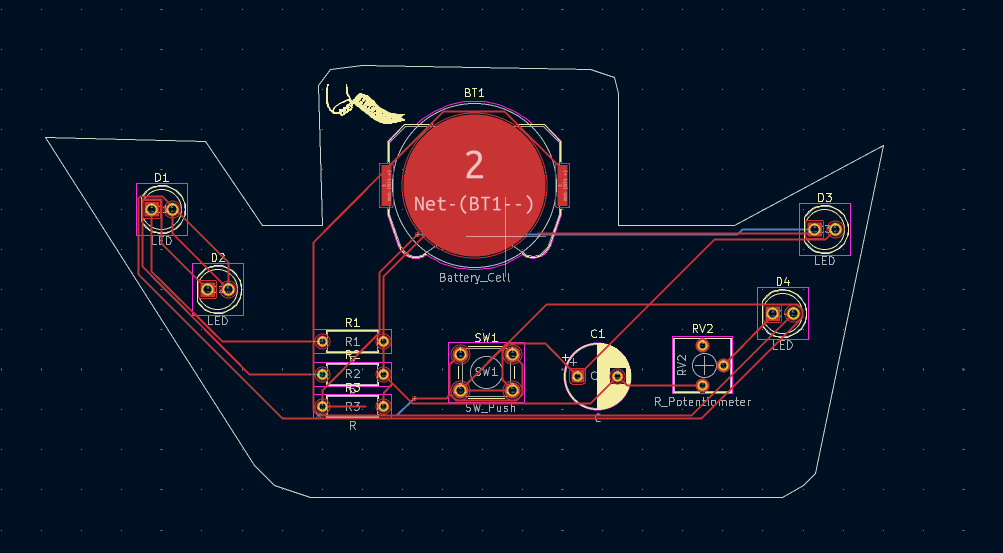 BT1
2
Net-(BT1--)
Battery_Cell
D1
LED
D2
LED
D3
LED
D4
LED
R1
R1
R2
R3
R3
R
SW1
SW1
SW_Push
C1
C
RV2
RV2
R_Potentiometer